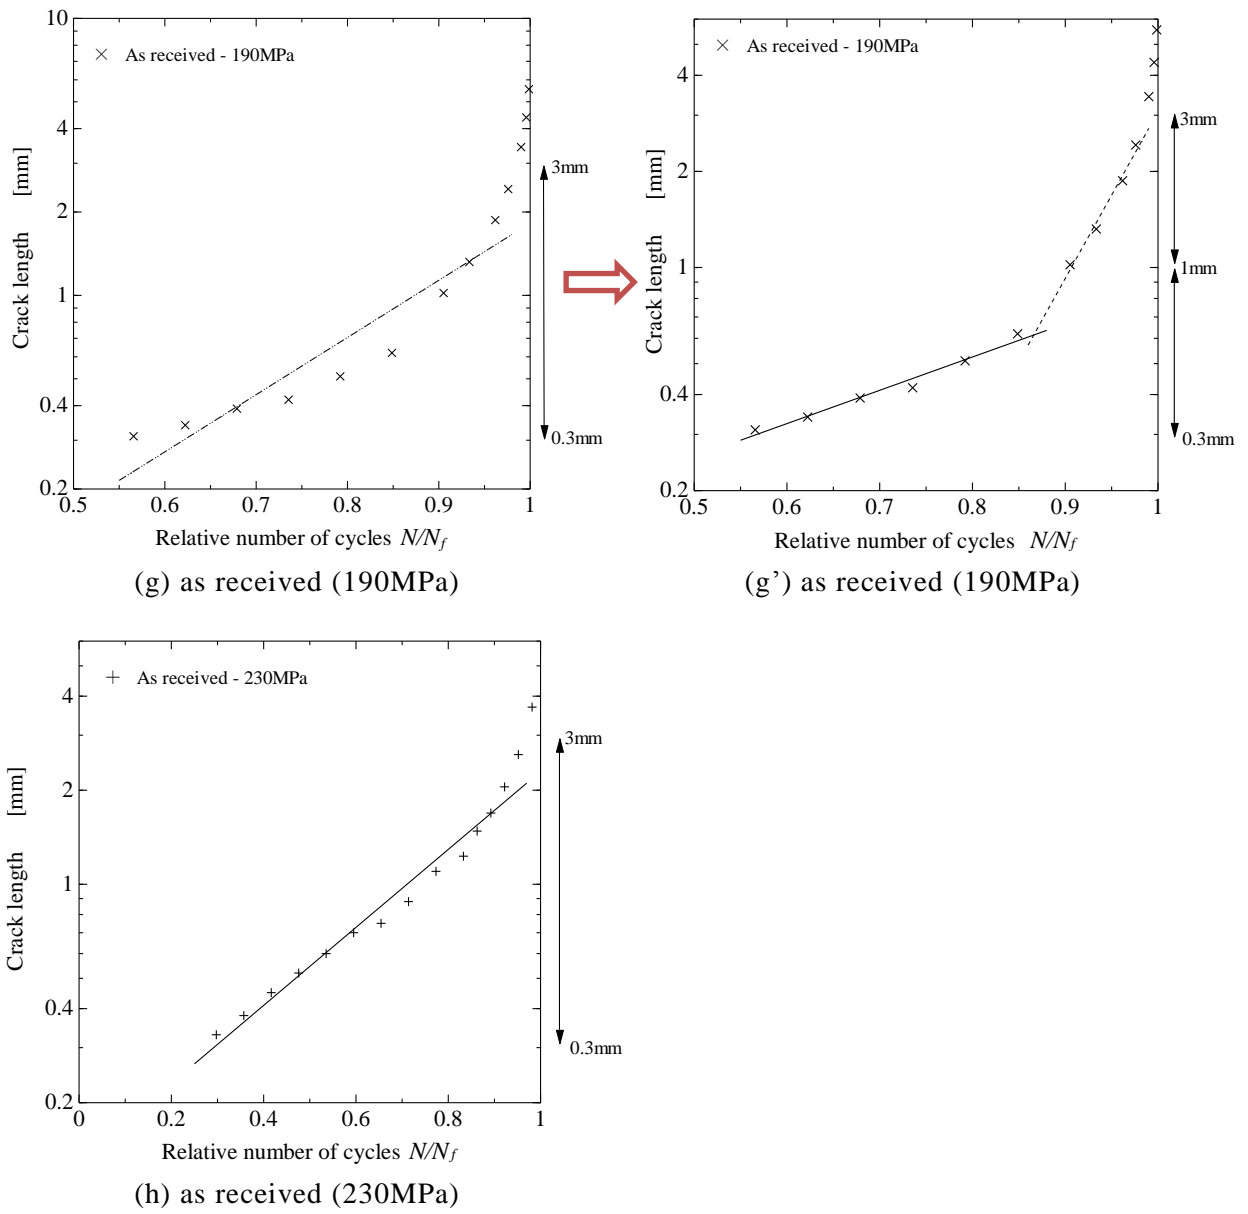 10
4
2
1
0.4
0.2
Crack length [mm]
As received - 190MPa
3mm
0.3mm
0.5 0.6 0.7 0.8 0.9 1
Relative number of cycles N/Nf
(g) as received (190MPa)
4
2
1
0.4
0.2
Crack length [mm]
As received - 190MPa
3mm
1mm
0.3mm
0.5 0.6 0.7 0.8 0.9 1
Relative number of cycles N/Nf
(g’) as received (190MPa)
4
2
1
0.4
0.2
Crack length [mm]
As received - 230MPa
3mm
0.3mm
0 0.2 0.4 0.6 0.8 1
Relative number of cycles N/Nf
(h) as received (230MPa)